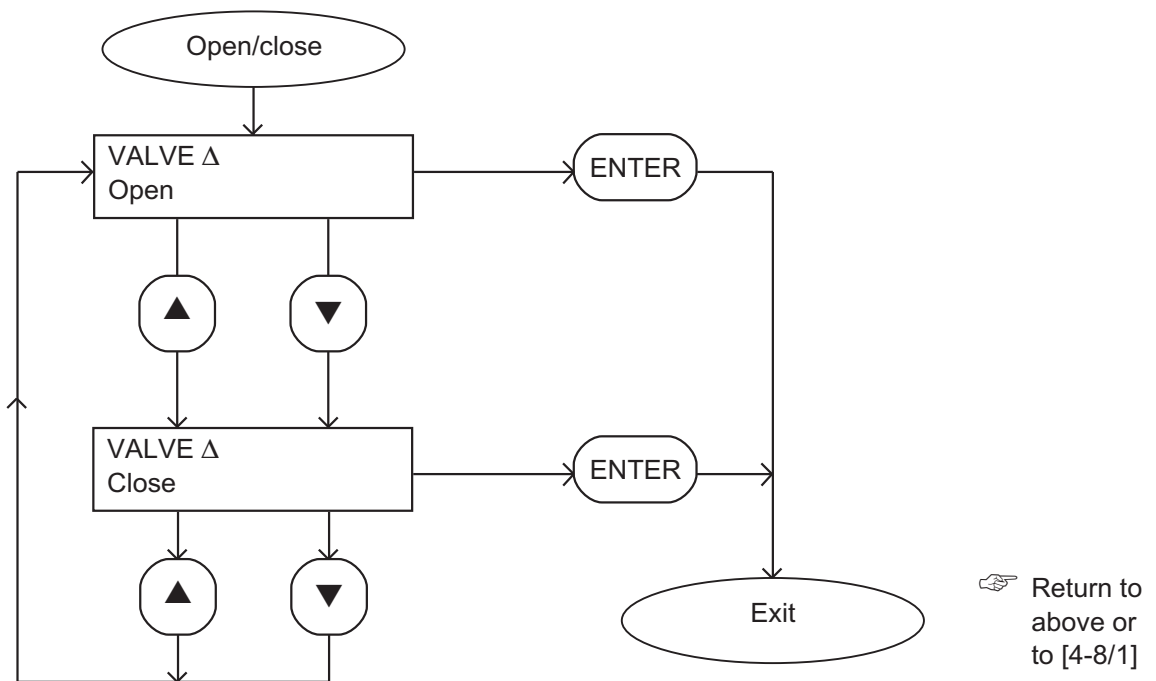 Open/close
VALVE Δ
Open
ENTER
▲
▼
VALVE Δ
Close
ENTER
▲
▼
Exit
☞ Return to
above or
to [4-8/1]